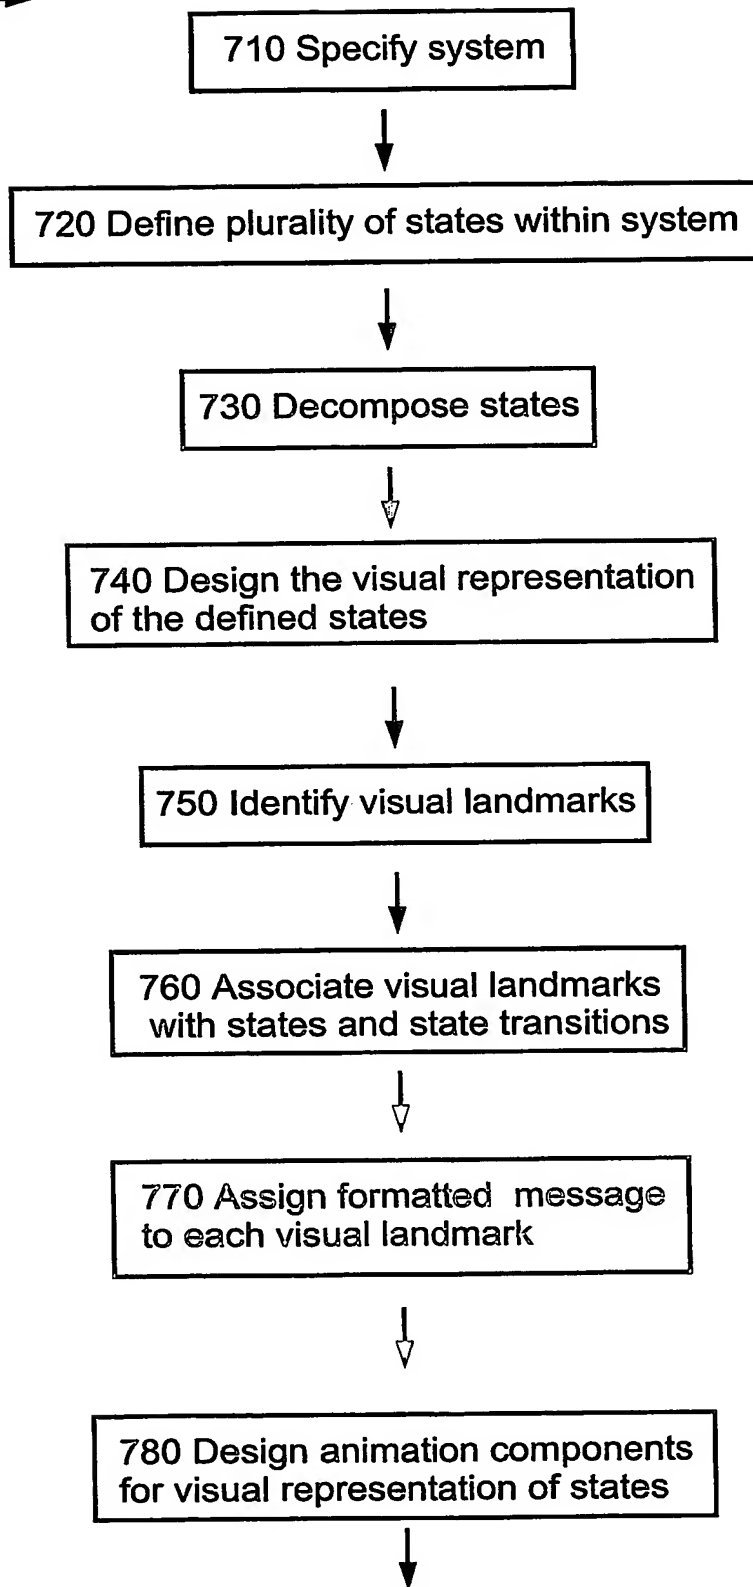 710 Specify system
720 Define plurality of states within system
730 Decompose states
740 Design the visual representation
of the defined states
750 Identify visual landmarks
760 Associate visual landmarks
with states and state transitions
770 Assign formatted message
to each visual landmark
780 Design animation components
for visual representation of states